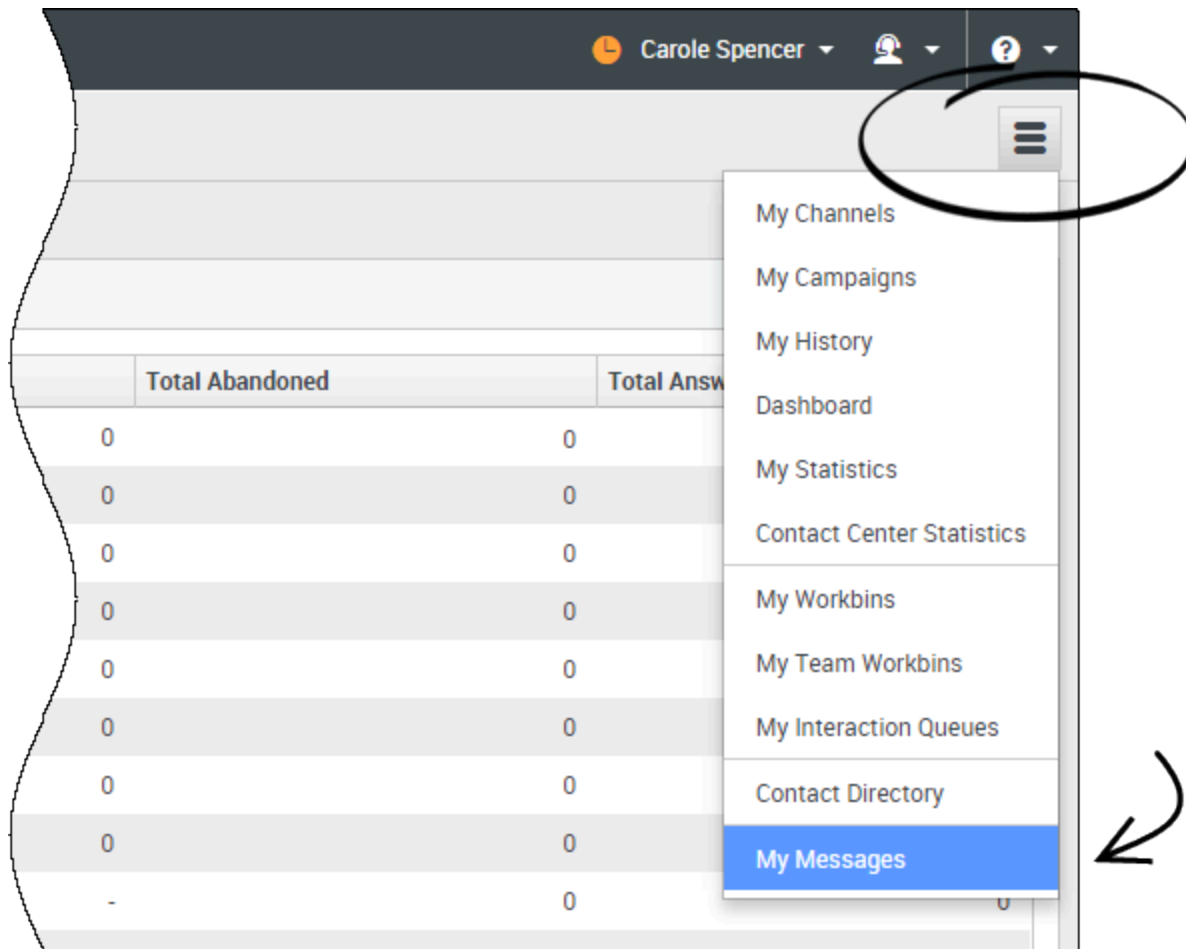 Carole Spencer
My Channels
My Campaigns
My History
Total Abandoned Total Answ
Dashboard
0 0
My Statistics
0 0
Contact Center Statistics
0 0
My Workbins
0 0
My Team Workbins
0 0
My Interaction Queues
0 0
Contact Directory
0 0
My Messages
0 0
- 0 0